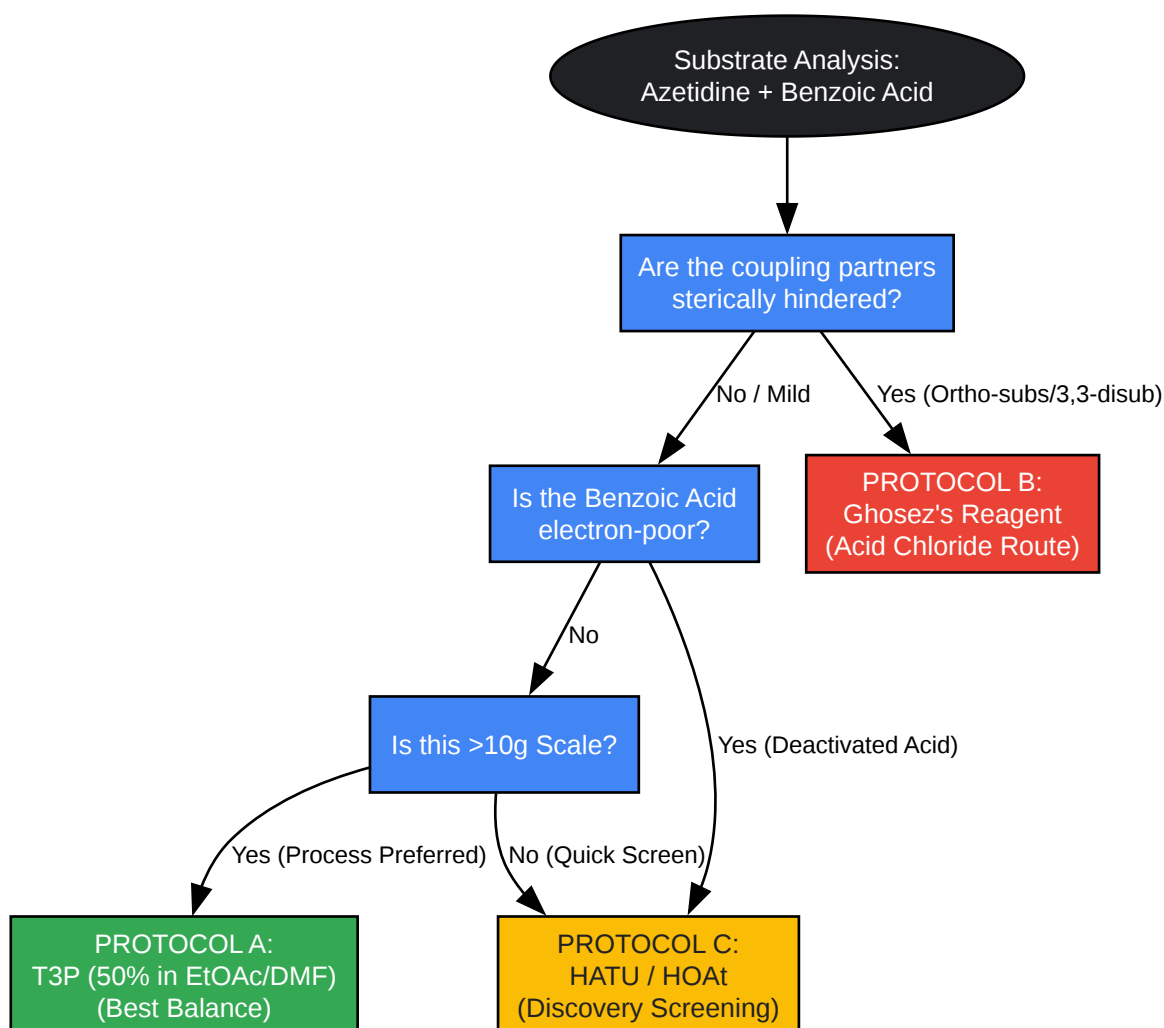 Substrate Analysis:
Azetidine + Benzoic Acid
Are the coupling partners
sterically hindered?
No / Mild
Yes (Ortho-subs/3,3-disub)
Is the Benzoic Acid
electron-poor?
PROTOCOL B:
Ghosez's Reagent
(Acid Chloride Route)
No
Is this >10g Scale?
Yes (Deactivated Acid)
Yes (Process Preferred)
No (Quick Screen)
PROTOCOL A:
T3P (50% in EtOAc/DMF)
(Best Balance)
PROTOCOL C:
HATU / HOAt
(Discovery Screening)